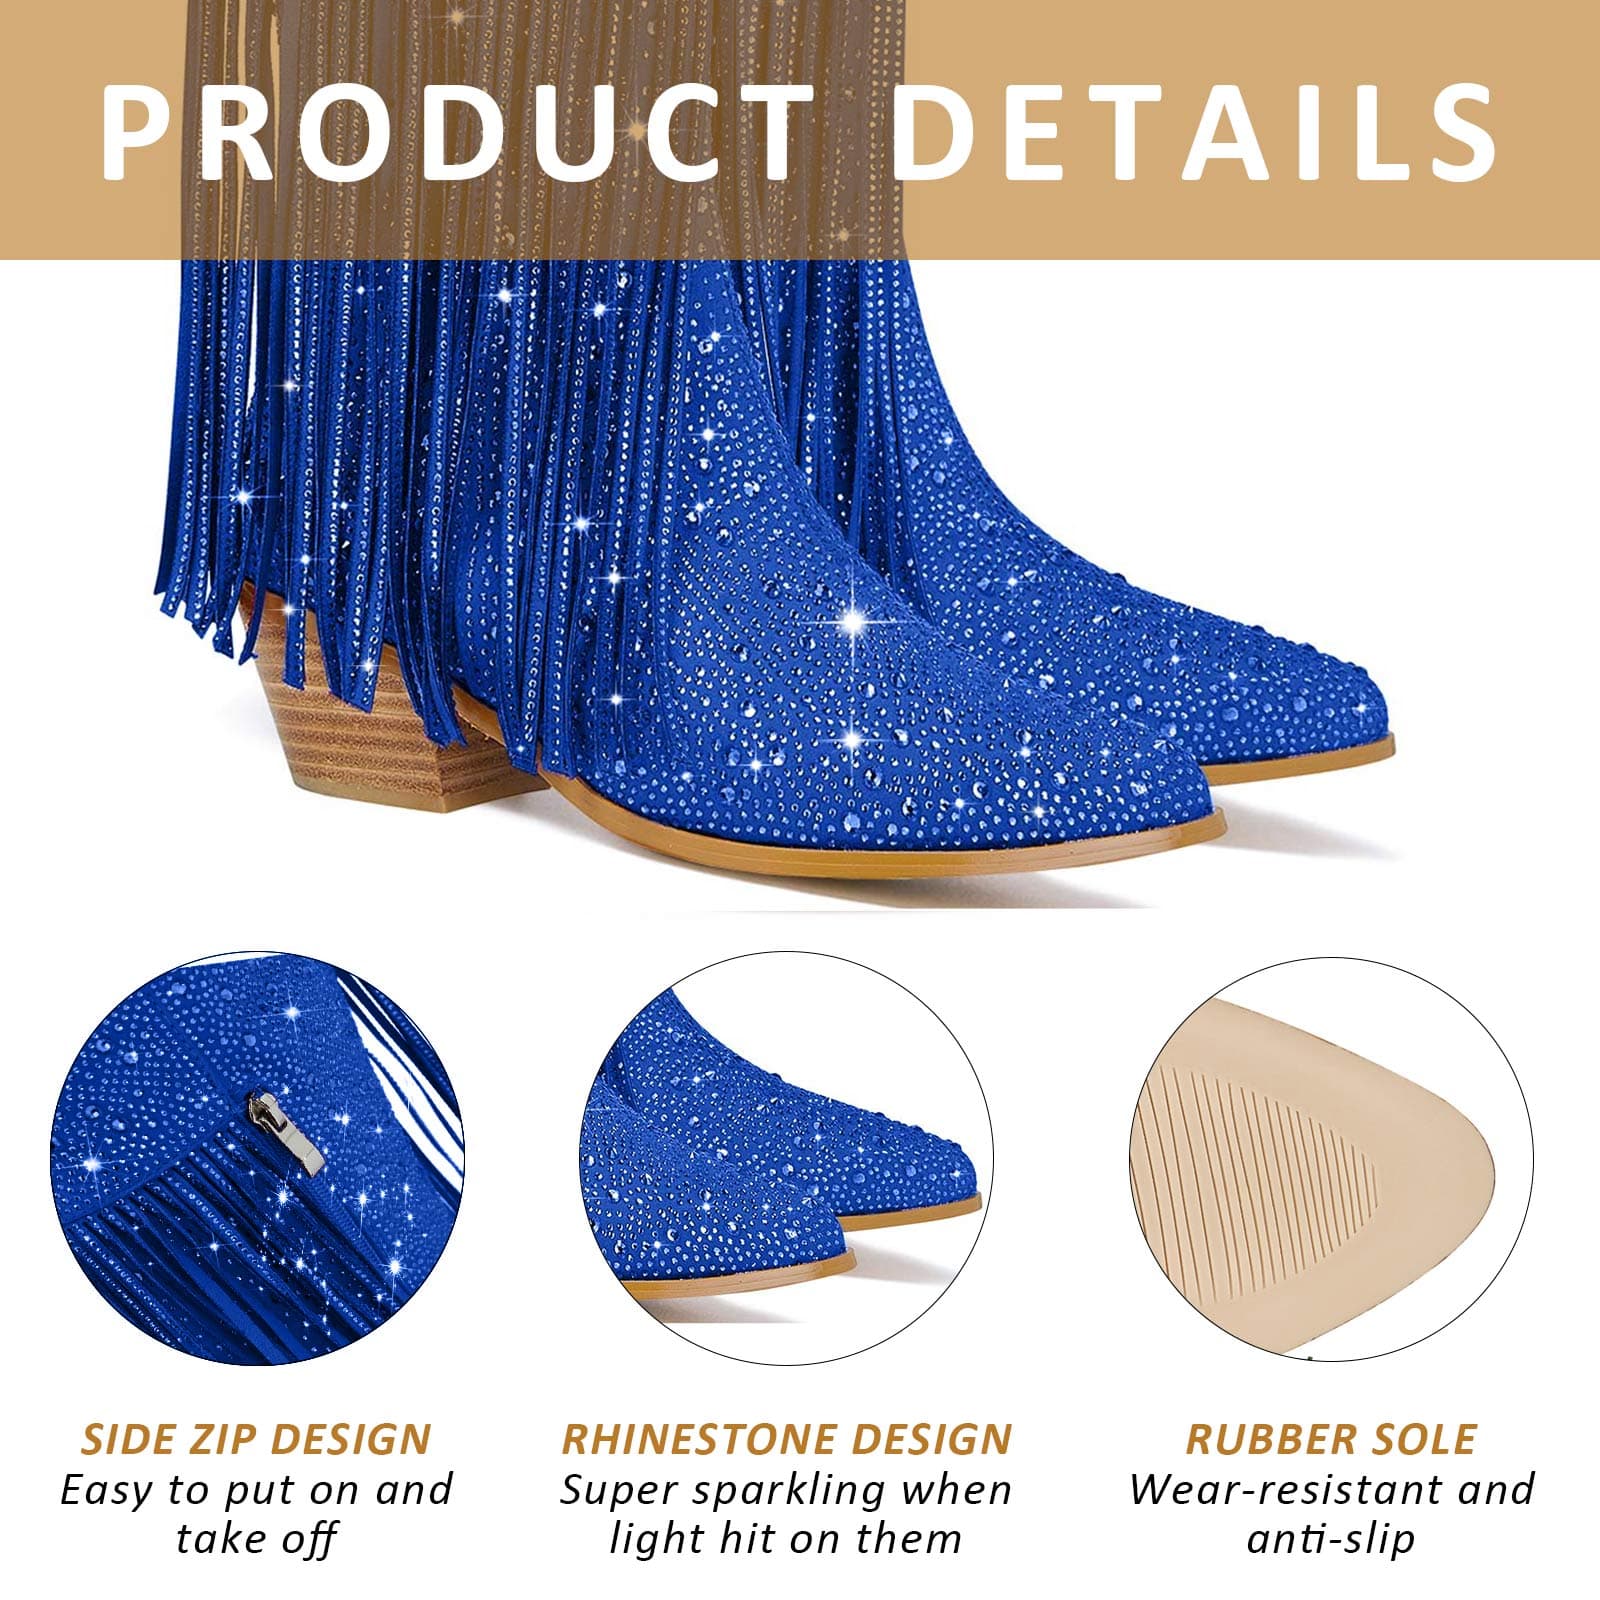 PRODUCT DETAILS
SIDE ZIP DESIGN
Easy to put on and
take off
RHINESTONE DESIGN
Super sparkling when
light hit on them
RUBBER SOLE
Wear-resistant and
anti-slip